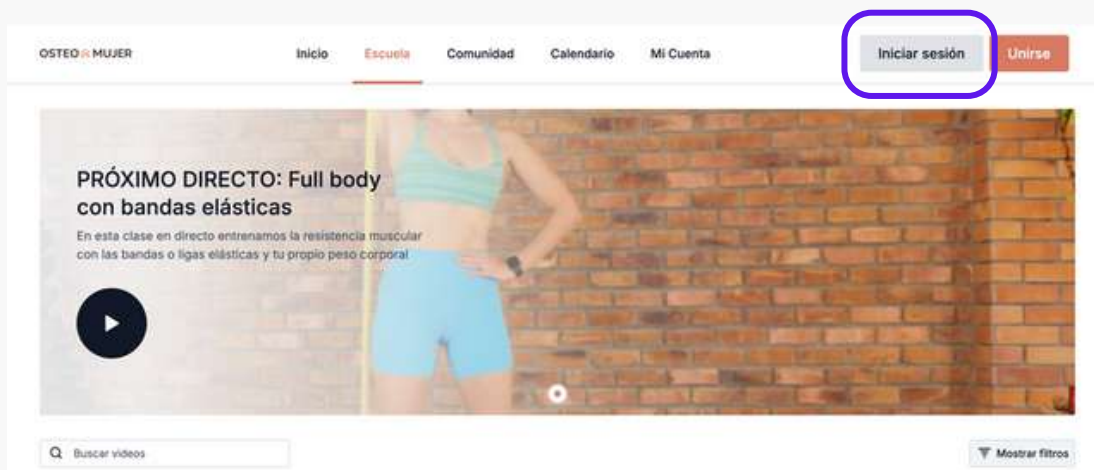 OSTEO & MUJER
Inicio
Escuela
Comunidad
Calendario
Mi Cuenta
Iniciar sesión
Unirse
PRÓXIMO DIRECTO: Full body
con bandas elásticas
En esta clase en directo entrenamos la resistencia muscular
con las bandas o ligas elásticas y tu propio peso corporal
Buscar videos
Mostrar filtros